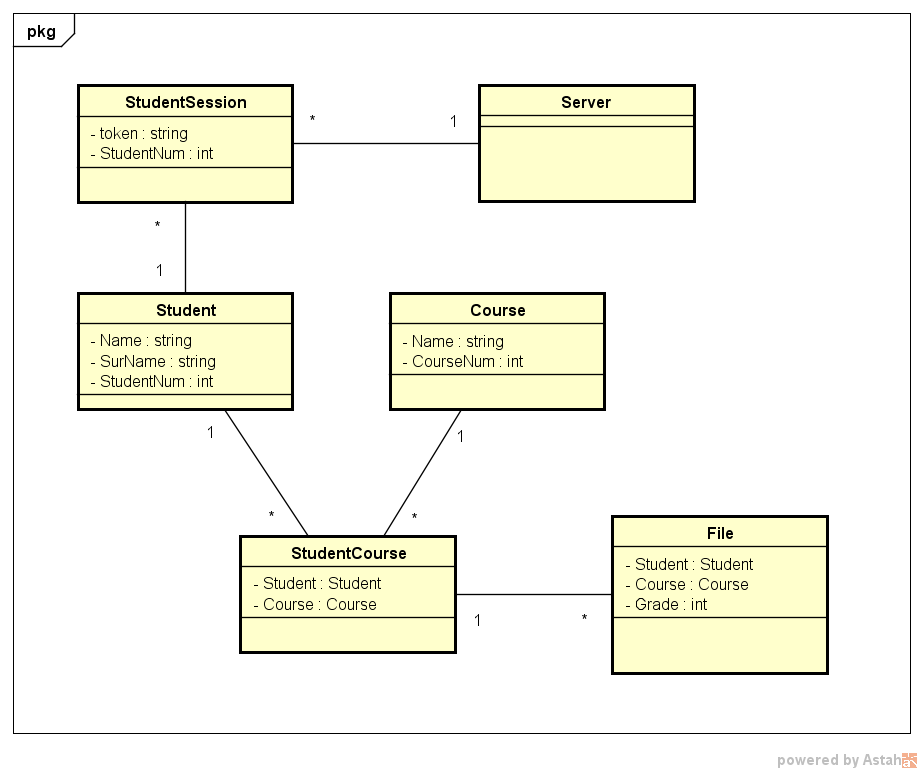 pkg
StudentSession
- token : string
- StudentNum : int
Server
*
1
*
1
Student
- Name : string
- SurName : string
- StudentNum : int
Course
- Name : string
- CourseNum : int
1
1
*
*
StudentCourse
- Student : Student
- Course : Course
File
- Student : Student
- Course : Course
- Grade : int
1
*
powered by Astah